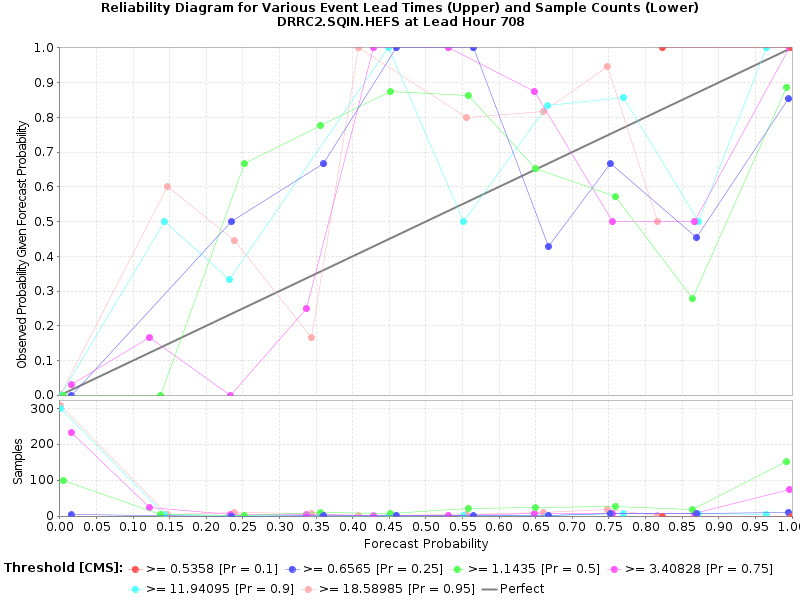 Reliability Diagram for Various Event Lead Times (Upper) and Sample Counts (Lower)
DRRC2.SQIN.HEFS at Lead Hour 708
Observed Probability Given Forecast Probability
1.0
0.9
0.8
0.7
0.6
0.5
0.4
0.3
0.2
0.1
0.0
Samples
300
200
100
0
0.00 0.05 0.10 0.15 0.20 0.25 0.30 0.35 0.40 0.45 0.50 0.55 0.60 0.65 0.70 0.75 0.80 0.85 0.90 0.95 1.00
Forecast Probability
Threshold [CMS]: >= 0.5358 [Pr = 0.1] >= 0.6565 [Pr = 0.25] >= 1.1435 [Pr = 0.5] >= 3.40828 [Pr = 0.75]
>= 11.94095 [Pr = 0.9] >= 18.58985 [Pr = 0.95] Perfect